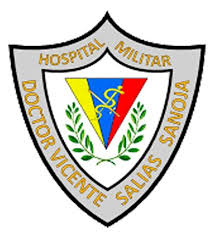 HOSPITAL MILITAR
DOCTOR VICENTE SALIAS SANOJA